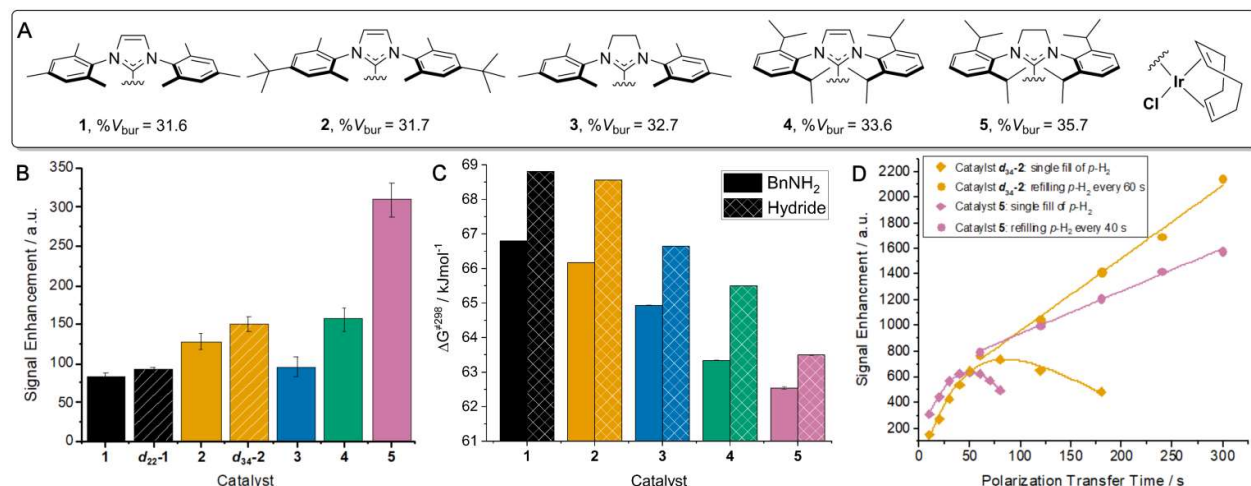 A
N N
N N
N N
N N
N N
Ir
Cl
1, %Vbur = 31.6
2, %Vbur = 31.7
3, %Vbur = 32.7
4, %Vbur = 33.6
5, %Vbur = 35.7
B
Signal Enhancement / a.u.
350
300
250
200
150
100
50
0
1 d22-1 2 d34-2 3 4 5
Catalyst
C
ΔG≠298 / kJmol-1
69
68
67
66
65
64
63
62
61
BnNH2
Hydride
1 2 3 4 5
Catalyst
D
Signal Enhancement / a.u.
2200
2000
1800
1600
1400
1200
1000
800
600
400
200
Cataylst d34-2: single fill of p-H2
Cataylst d34-2: refilling p-H2 every 60 s
Catalyst 5: single fill of p-H2
Catalyst 5: refilling p-H2 every 40 s
0 50 100 150 200 250 300
Polarization Transfer Time / s